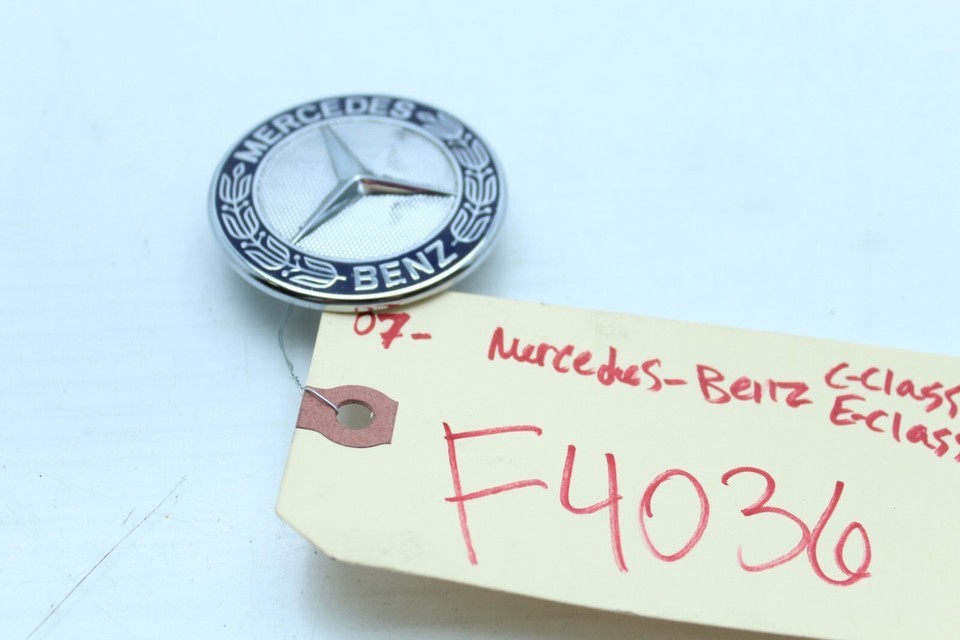 MERCEDES
BENZ
07- Mercedes-Benz C-Class
E-Class
F4036